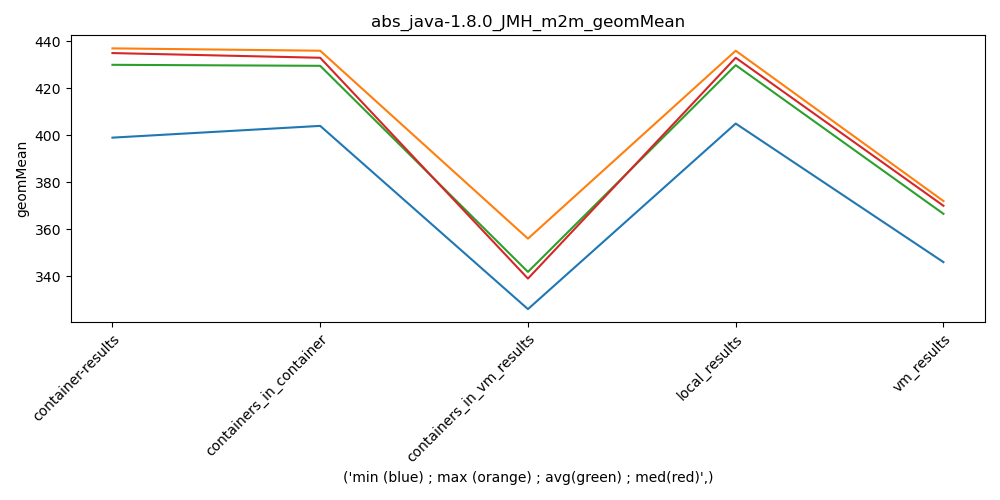 abs_java-1.8.0_JMH_m2m_geomMean
geomMean
440
420
400
380
360
340
container-results
containers_in_container
containers_in_vm_results
local_results
vm_results
('min (blue) ; max (orange) ; avg(green) ; med(red)',)